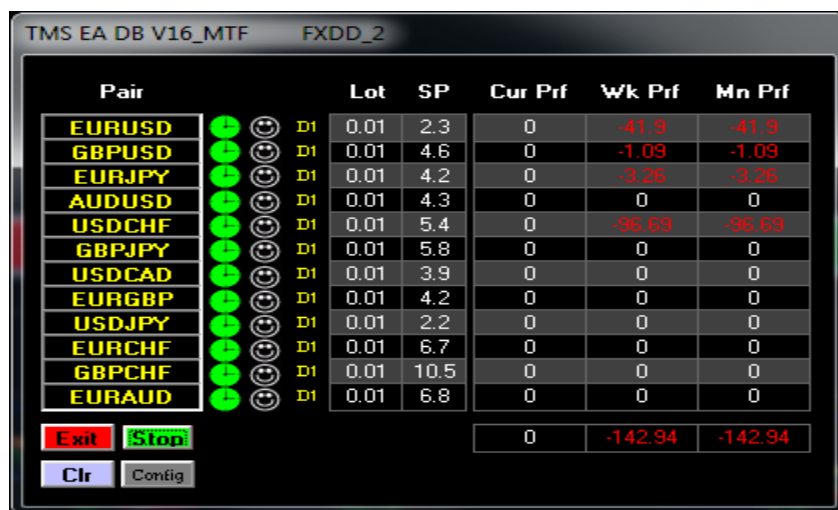 TMS EA DB V16_MTF FXDD_2
Pair Lot SP Cur Prf Wk Prf Mn Prf
EURUSD D1 0.01 2.3 0 -41.9 -41.9
GBPUSD D1 0.01 4.6 0 -1.09 -1.09
EURJPY D1 0.01 4.2 0 -3.26 -3.26
AUDUSD D1 0.01 4.3 0 0 0
USDCHF D1 0.01 5.4 0 -96.69 -96.69
GBPJPY D1 0.01 5.8 0 0 0
USDCAD D1 0.01 3.9 0 0 0
EURGBP D1 0.01 4.2 0 0 0
USDJPY D1 0.01 2.2 0 0 0
EURCHF D1 0.01 6.7 0 0 0
GBPCHF D1 0.01 10.5 0 0 0
EURAUD D1 0.01 6.8 0 0 0
Exit Stop 0 -142.94 -142.94
Clr Config